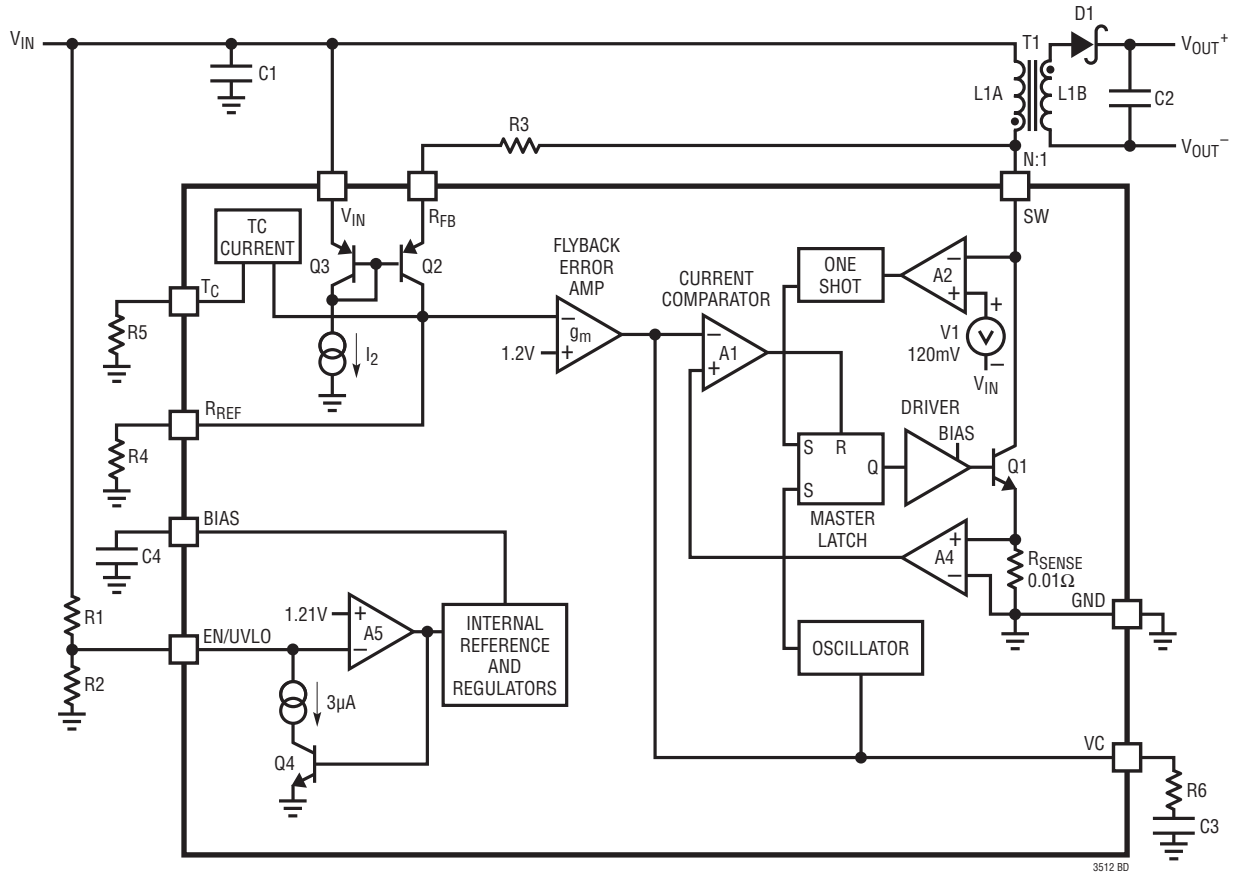 D1
VIN
T1
VOUT+
C1
L1A
L1B
C2
R3
VOUT–
N:1
VIN
RFB
SW
TC
CURRENT
Q3
Q2
FLYBACK
ERROR
AMP
CURRENT
COMPARATOR
ONE
SHOT
–
A2
+
TC
R5
I2
–
gm
1.2V
+
–
A1
+
+
V1
V
120mV
–
VIN
RREF
R4
DRIVER
BIAS
S
R
Q
S
Q1
MASTER
LATCH
BIAS
C4
+
A4
–
RSENSE
0.01Ω
GND
R1
1.21V
+
A5
–
INTERNAL
REFERENCE
AND
REGULATORS
EN/UVLO
OSCILLATOR
R2
3µA
Q4
VC
R6
C3
3512 BD